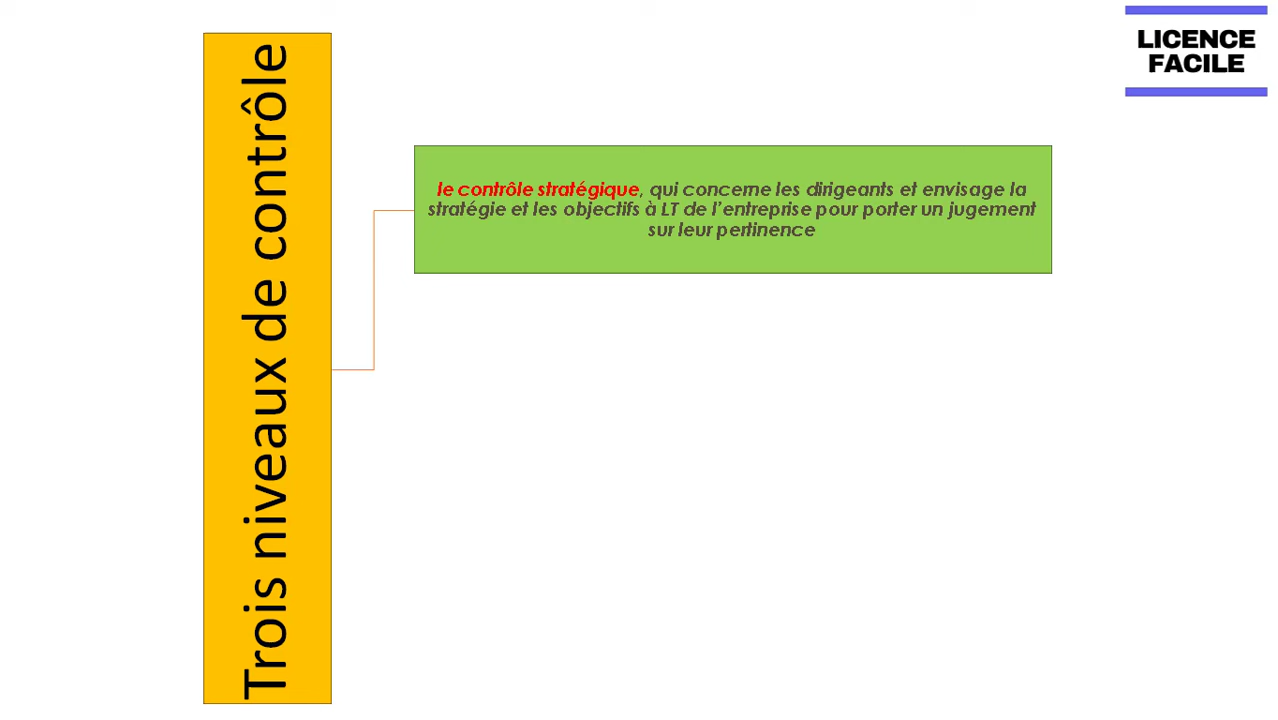 LICENCE
FACILE
Trois niveaux de contrôle
le contrôle stratégique, qui concerne les dirigeants et envisage la
stratégie et les objectifs à LT de l'entreprise pour porter un jugement
sur leur pertinence